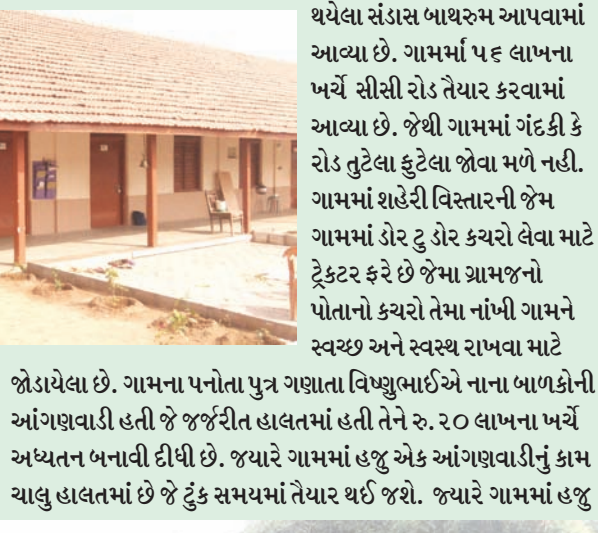 થયેલા સંડાસ બાથરુમ આપવામાં
આવ્યા છે. ગામમાં ૫૬ લાખના
ખર્ચે સીસી રોડ તૈયાર કરવામાં
આવ્યા છે. જેથી ગામમાં ગંદકી કે
રોડ તુટેલા ફુટેલા જોવા મળે નહી.
ગામમાં શહેરી વિસ્તારની જેમ
ગામમાં ડોર ટુ ડોર કચરો લેવા માટે
ટ્રેકટર ફરે છે જેમા ગ્રામજનો
પોતાનો કચરો તેમા નાંખી ગામને
સ્વચ્છ અને સ્વસ્થ રાખવા માટે
જોડાયેલા છે. ગામના પનોતા પુત્ર ગણાતા વિષ્ણુભાઈએ નાના બાળકોની
આંગણવાડી હતી જે જર્જરીત હાલતમાં હતી તેને રુ. ૨૦ લાખના ખર્ચે
અધ્યતન બનાવી દીધી છે. જયારે ગામમાં હજુ એક આંગણવાડીનું કામ
ચાલુ હાલતમાં છે જે ટુંક સમયમાં તૈયાર થઈ જશે. જ્યારે ગામમાં હજુ